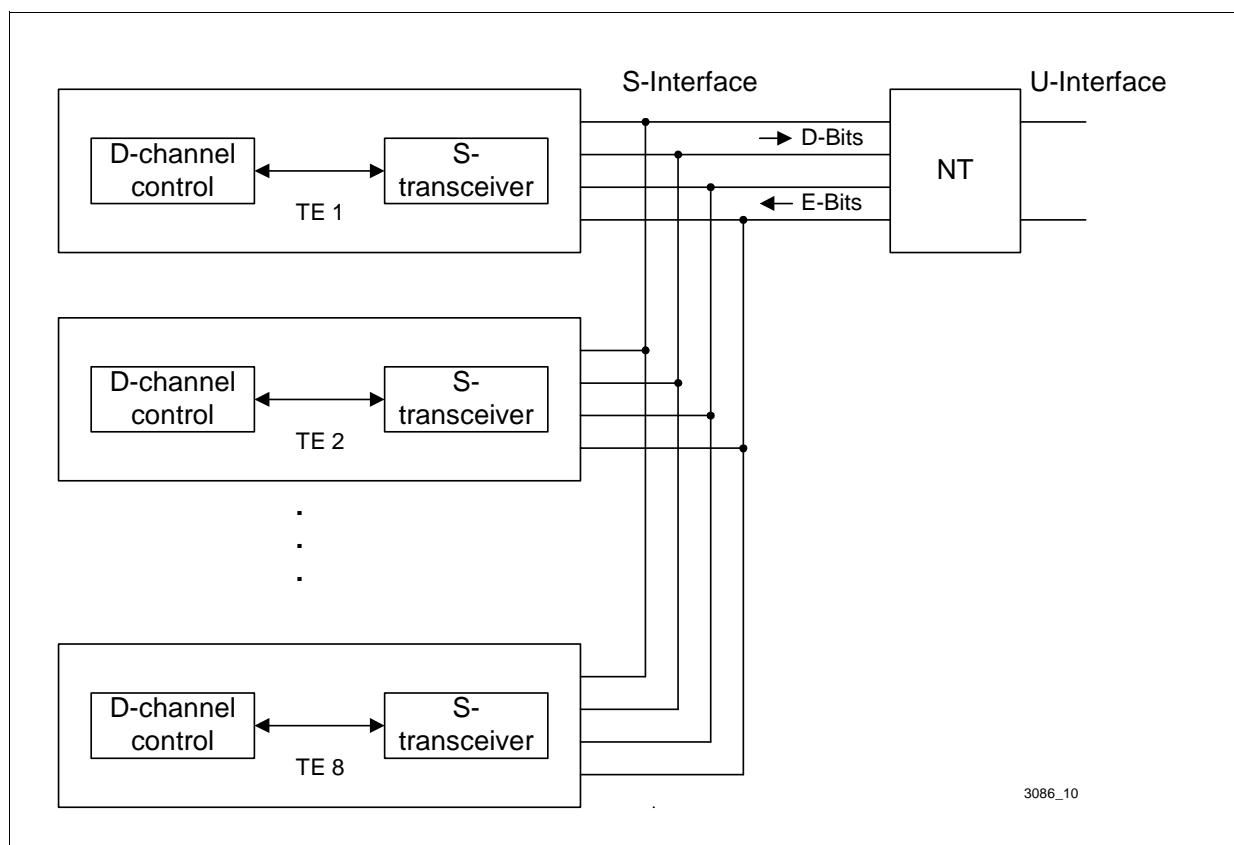 S-Interface
U-Interface
D-channel
control
S-
transceiver
TE 1
D-Bits
E-Bits
NT
D-channel
control
S-
transceiver
TE 2
D-channel
control
S-
transceiver
TE 8
3086_10